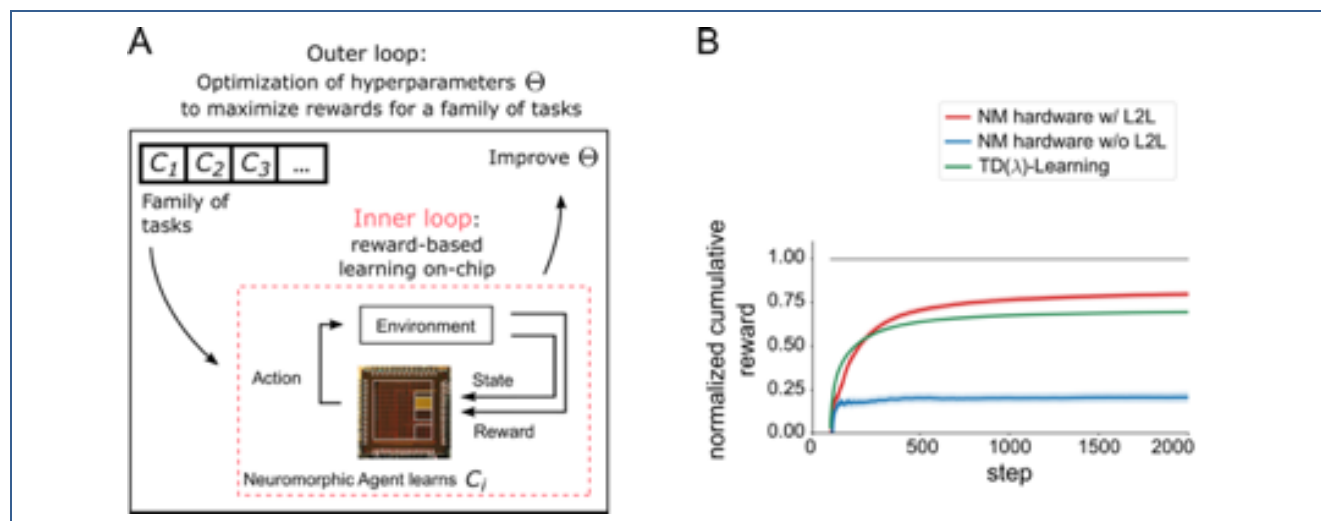 A
Outer loop:
Optimization of hyperparameters Θ
to maximize rewards for a family of tasks
C1 C2 C3 ...
Improve Θ
Family of
tasks
Inner loop:
reward-based
learning on-chip
Environment
Action
State
Reward
Neuromorphic Agent learns Ci
B
NM hardware w/ L2L
NM hardware w/o L2L
TD(λ)-Learning
normalized cumulative
reward
1.00
0.75
0.50
0.25
0.00
0 500 1000 1500 2000
step